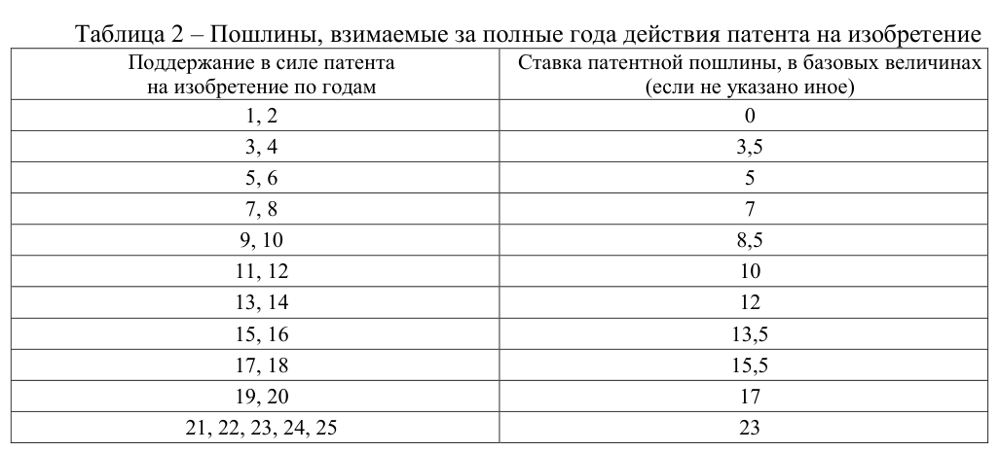 Таблица 2 – Пошлины, взимаемые за полные года действия патента на изобретение
Поддержание в силе патента
на изобретение по годам
Ставка патентной пошлины, в базовых величинах
(если не указано иное)
1, 2 0
3, 4 3,5
5, 6 5
7, 8 7
9, 10 8,5
11, 12 10
13, 14 12
15, 16 13,5
17, 18 15,5
19, 20 17
21, 22, 23, 24, 25 23